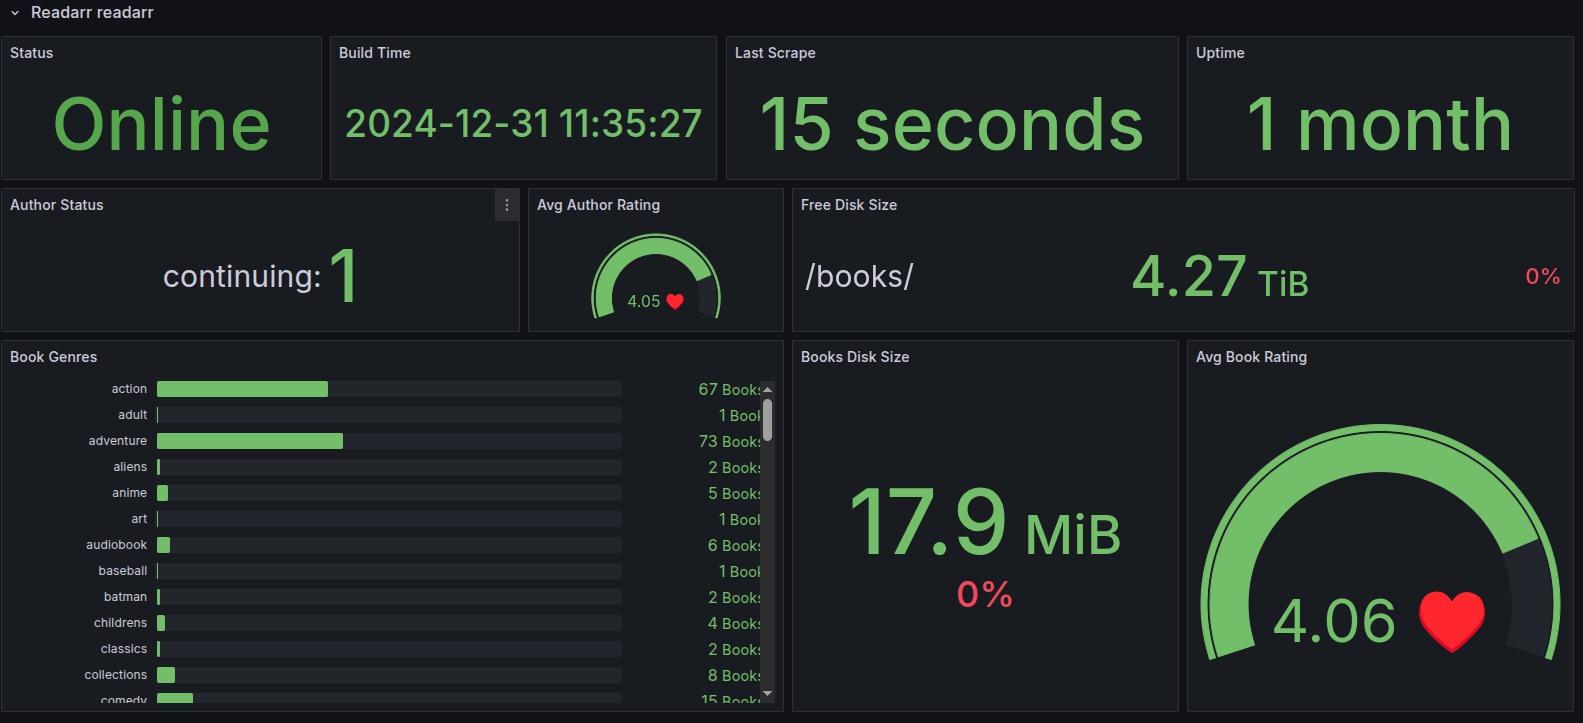 Readarr readarr
Status
Build Time
Last Scrape
Uptime
Online
2024-12-31 11:35:27
15 seconds
1 month
Author Status
Avg Author Rating
Free Disk Size
continuing: 1
4.05
/books/
4.27 TiB
0%
Book Genres
Books Disk Size
Avg Book Rating
action 67 Books
adult 1 Book
adventure 73 Books
aliens 2 Books
anime 5 Books
art 1 Book
audiobook 6 Books
baseball 1 Book
batman 2 Books
childrens 4 Books
classics 2 Books
collections 8 Books
comedy 15 Books
17.9 MiB
0%
4.06